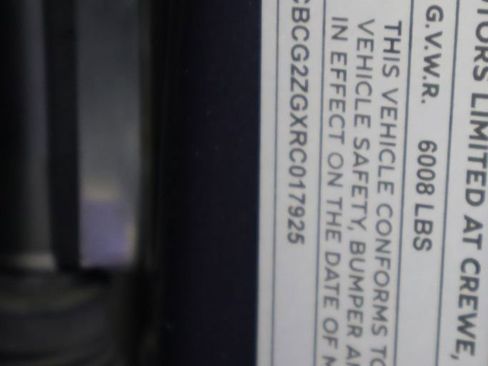 TORS LIMITED AT CREWE,
G.V.W.R. 6008 LBS
THIS VEHICLE CONFORMS TO
VEHICLE SAFETY, BUMPER A
IN EFFECT ON THE DATE OF M
CBCG2ZGXRC017925